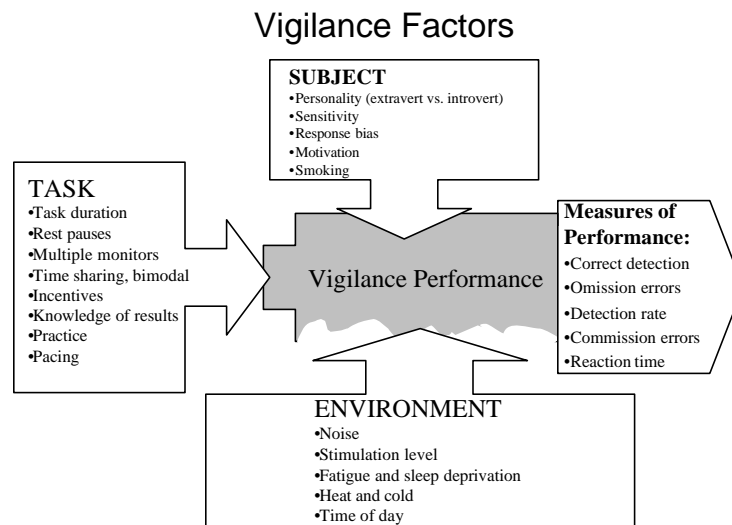 Vigilance Factors
SUBJECT
•Personality (extravert vs. introvert)
•Sensitivity
•Response bias
•Motivation
•Smoking
TASK
•Task duration
•Rest pauses
•Multiple monitors
•Time sharing, bimodal
•Incentives
•Knowledge of results
•Practice
•Pacing
Vigilance Performance
Measures of
Performance:
•Correct detection
•Omission errors
•Detection rate
•Commission errors
•Reaction time
ENVIRONMENT
•Noise
•Stimulation level
•Fatigue and sleep deprivation
•Heat and cold
•Time of day